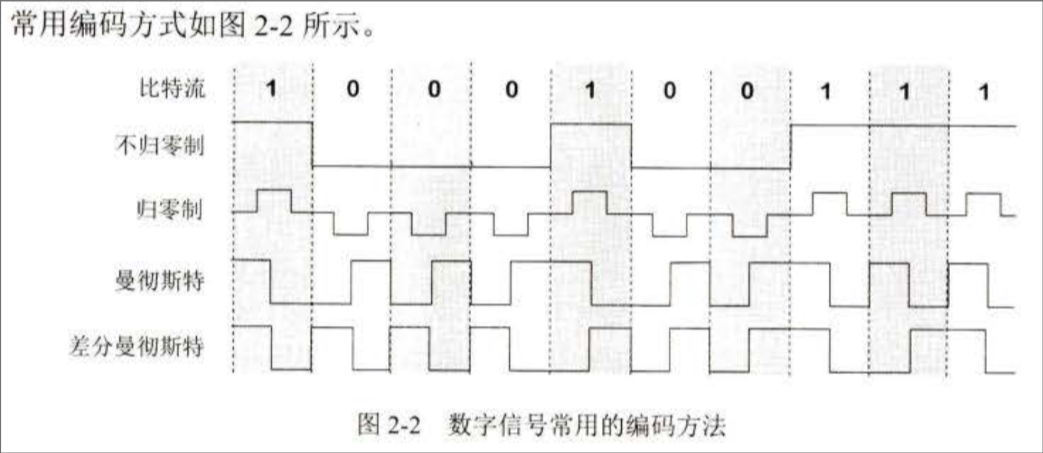 常用编码方式如图 2-2 所示。
比特流 1 0 0 0 1 0 0 1 1 1
不归零制
归零制
曼彻斯特
差分曼彻斯特
图 2-2 数字信号常用的编码方法